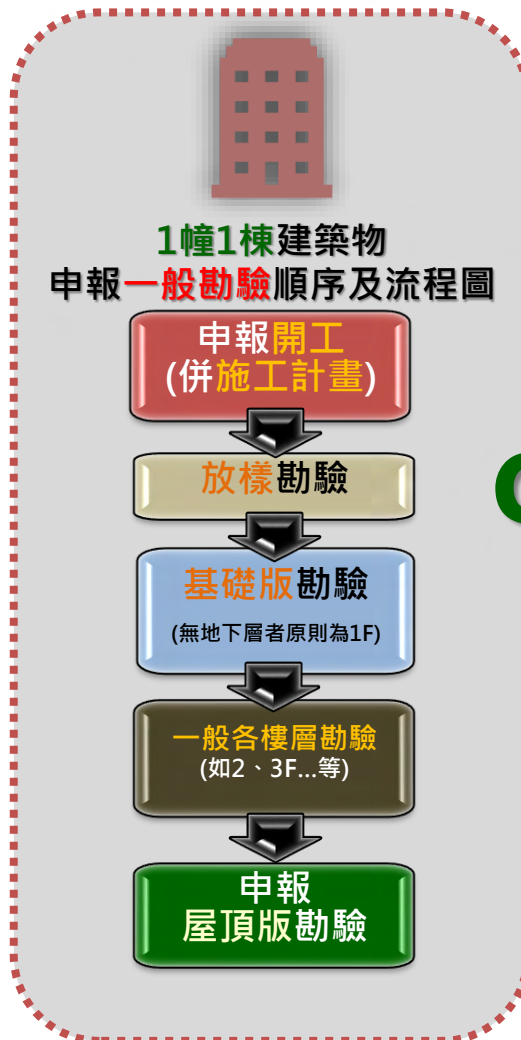 1幢1棟建築物
申報一般勘驗順序及流程圖
申報開工
(併施工計畫)
放樣勘驗
基礎版勘驗
(無地下層者原則為1F)
一般各樓層勘驗
(如2、3F...等)
申報
屋頂版勘驗